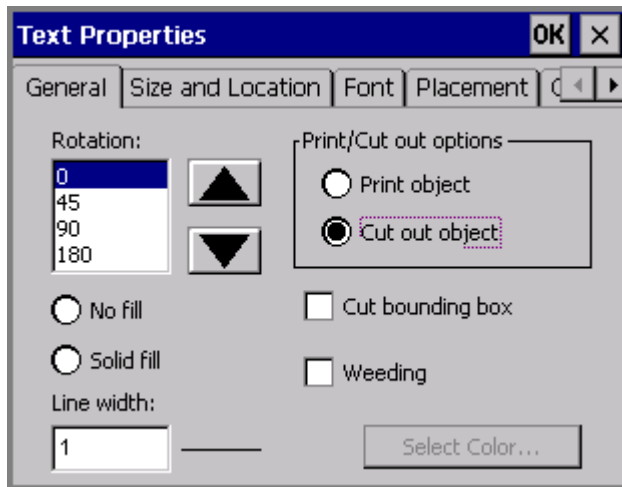 Text Properties OK
General Size and Location Font Placement
Rotation:
0
45
90
180
Print/Cut out options
Print object
Cut out object
No fill
Solid fill
Cut bounding box
Weeding
Line width:
1
Select Color...